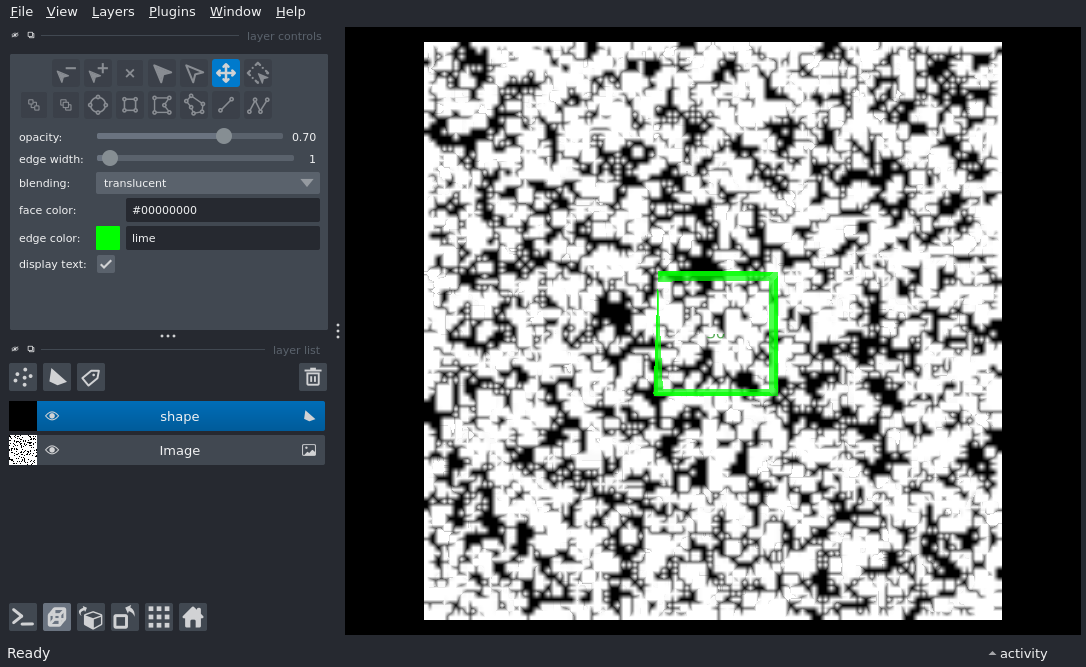 File View Layers Plugins Window Help
layer controls
opacity: 0.70
edge width: 1
blending: translucent
face color: #00000000
edge color: lime
display text:
layer list
shape
Image
Ready
activity